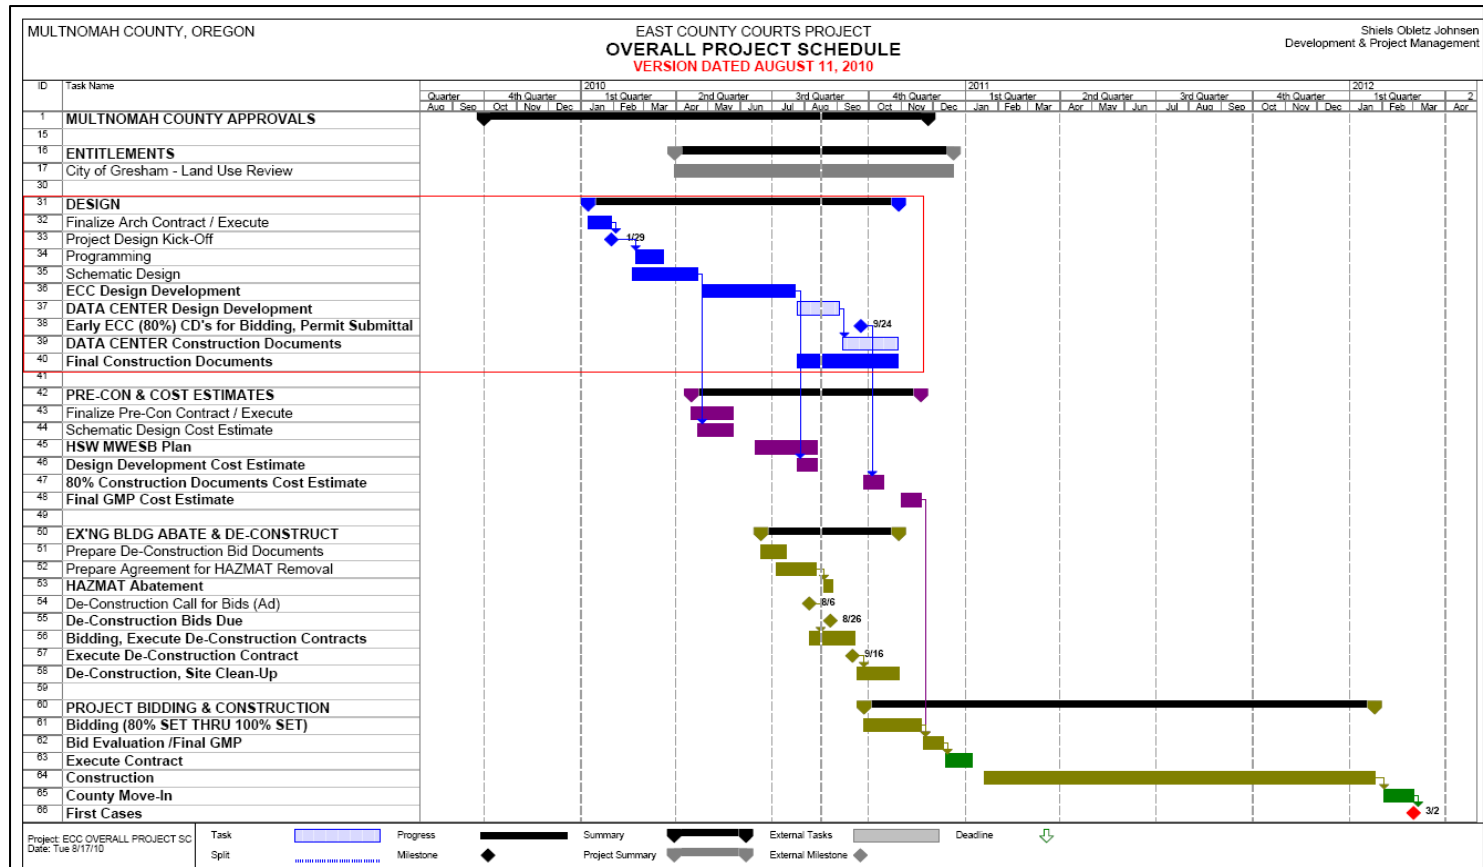 MULTNOMAH COUNTY, OREGON
EAST COUNTY COURTS PROJECT
OVERALL PROJECT SCHEDULE
VERSION DATED AUGUST 11, 2010
Shiels Obletz Johnsen
Development & Project Management
ID Task Name 2010 2011 2012
Quarter 4th Quarter 1st Quarter 2nd Quarter 3rd Quarter 4th Quarter 1st Quarter 2nd Quarter 3rd Quarter 4th Quarter 1st Quarter 2
Aug Sep Oct Nov Dec Jan Feb Mar Apr May Jun Jul Aug Sep Oct Nov Dec Jan Feb Mar Apr May Jun Jul Aug Sep Oct Nov Dec Jan Feb Mar Apr
1 MULTNOMAH COUNTY APPROVALS
15
16 ENTITLEMENTS
17 City of Gresham - Land Use Review
30
31 DESIGN
32 Finalize Arch Contract / Execute
33 Project Design Kick-Off 1/29
34 Programming
35 Schematic Design
36 ECC Design Development
37 DATA CENTER Design Development
38 Early ECC (80%) CD's for Bidding, Permit Submittal 9/24
39 DATA CENTER Construction Documents
40 Final Construction Documents
41
42 PRE-CON & COST ESTIMATES
43 Finalize Pre-Con Contract / Execute
44 Schematic Design Cost Estimate
45 HSW MWESB Plan
46 Design Development Cost Estimate
47 80% Construction Documents Cost Estimate
48 Final GMP Cost Estimate
49
50 EX'NG BLDG ABATE & DE-CONSTRUCT
51 Prepare De-Construction Bid Documents
52 Prepare Agreement for HAZMAT Removal
53 HAZMAT Abatement
54 De-Construction Call for Bids (Ad) 8/6
55 De-Construction Bids Due 8/26
56 Bidding, Execute De-Construction Contracts
57 Execute De-Construction Contract 9/16
58 De-Construction, Site Clean-Up
59
60 PROJECT BIDDING & CONSTRUCTION
61 Bidding (80% SET THRU 100% SET)
62 Bid Evaluation /Final GMP
63 Execute Contract
64 Construction
65 County Move-In
66 First Cases 3/2
Project: ECC OVERALL PROJECT SC
Date: Tue 8/17/10
Task Progress Summary External Tasks Deadline
Split Milestone Project Summary External Milestone